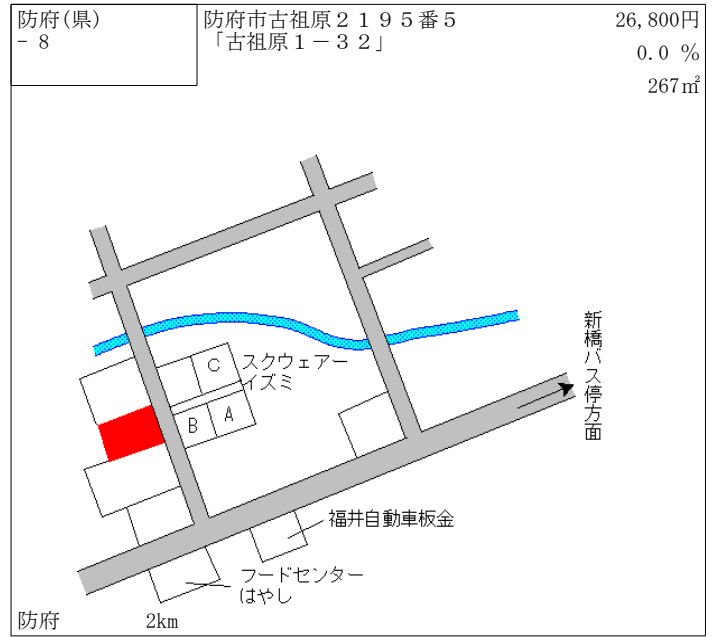 防府(県)
－8
防府市古祖原２１９５番５
「古祖原１－３２」
26,800円
0.0 %
267㎡
新橋バス停方面
スクウェアー
イズミ
C
B
A
福井自動車板金
フードセンター
はやし
防府 2km